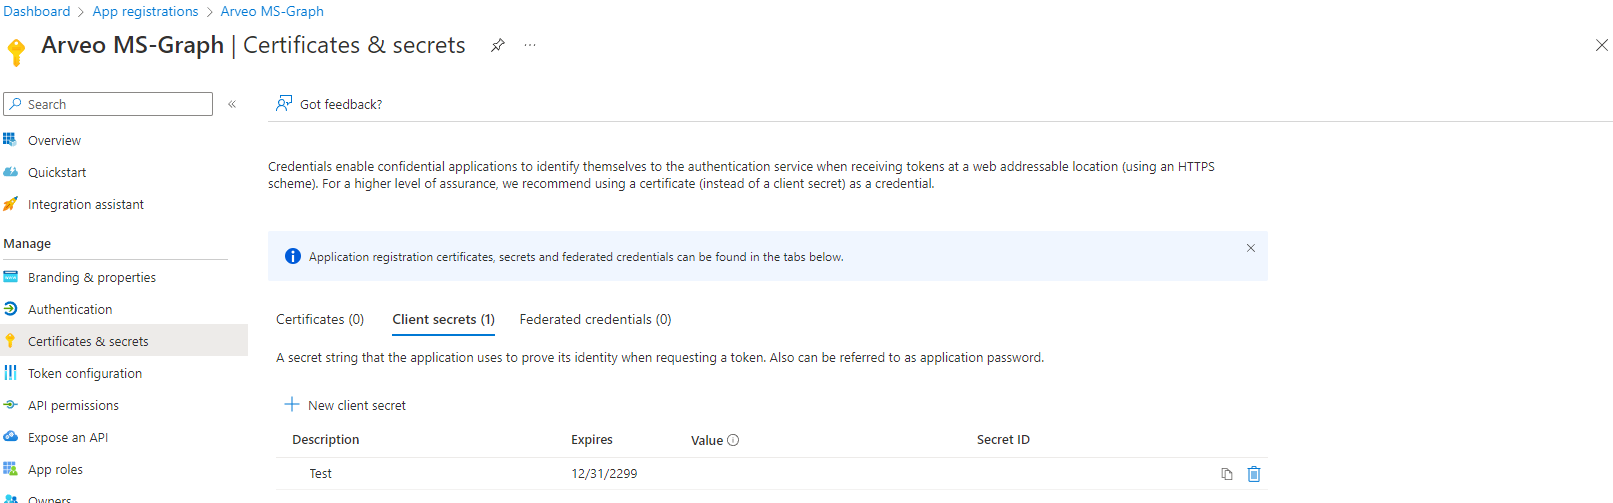 Dashboard > App registrations > Arveo MS-Graph
Arveo MS-Graph | Certificates & secrets
Search
Overview
Quickstart
Integration assistant
Manage
Branding & properties
Authentication
Certificates & secrets
Token configuration
API permissions
Expose an API
App roles
Owners
Got feedback?
Credentials enable confidential applications to identify themselves to the authentication service when receiving tokens at a web addressable location (using an HTTPS
scheme). For a higher level of assurance, we recommend using a certificate (instead of a client secret) as a credential.
Application registration certificates, secrets and federated credentials can be found in the tabs below.
Certificates (0) Client secrets (1) Federated credentials (0)
A secret string that the application uses to prove its identity when requesting a token. Also can be referred to as application password.
New client secret
Description Expires Value Secret ID
Test 12/31/2299